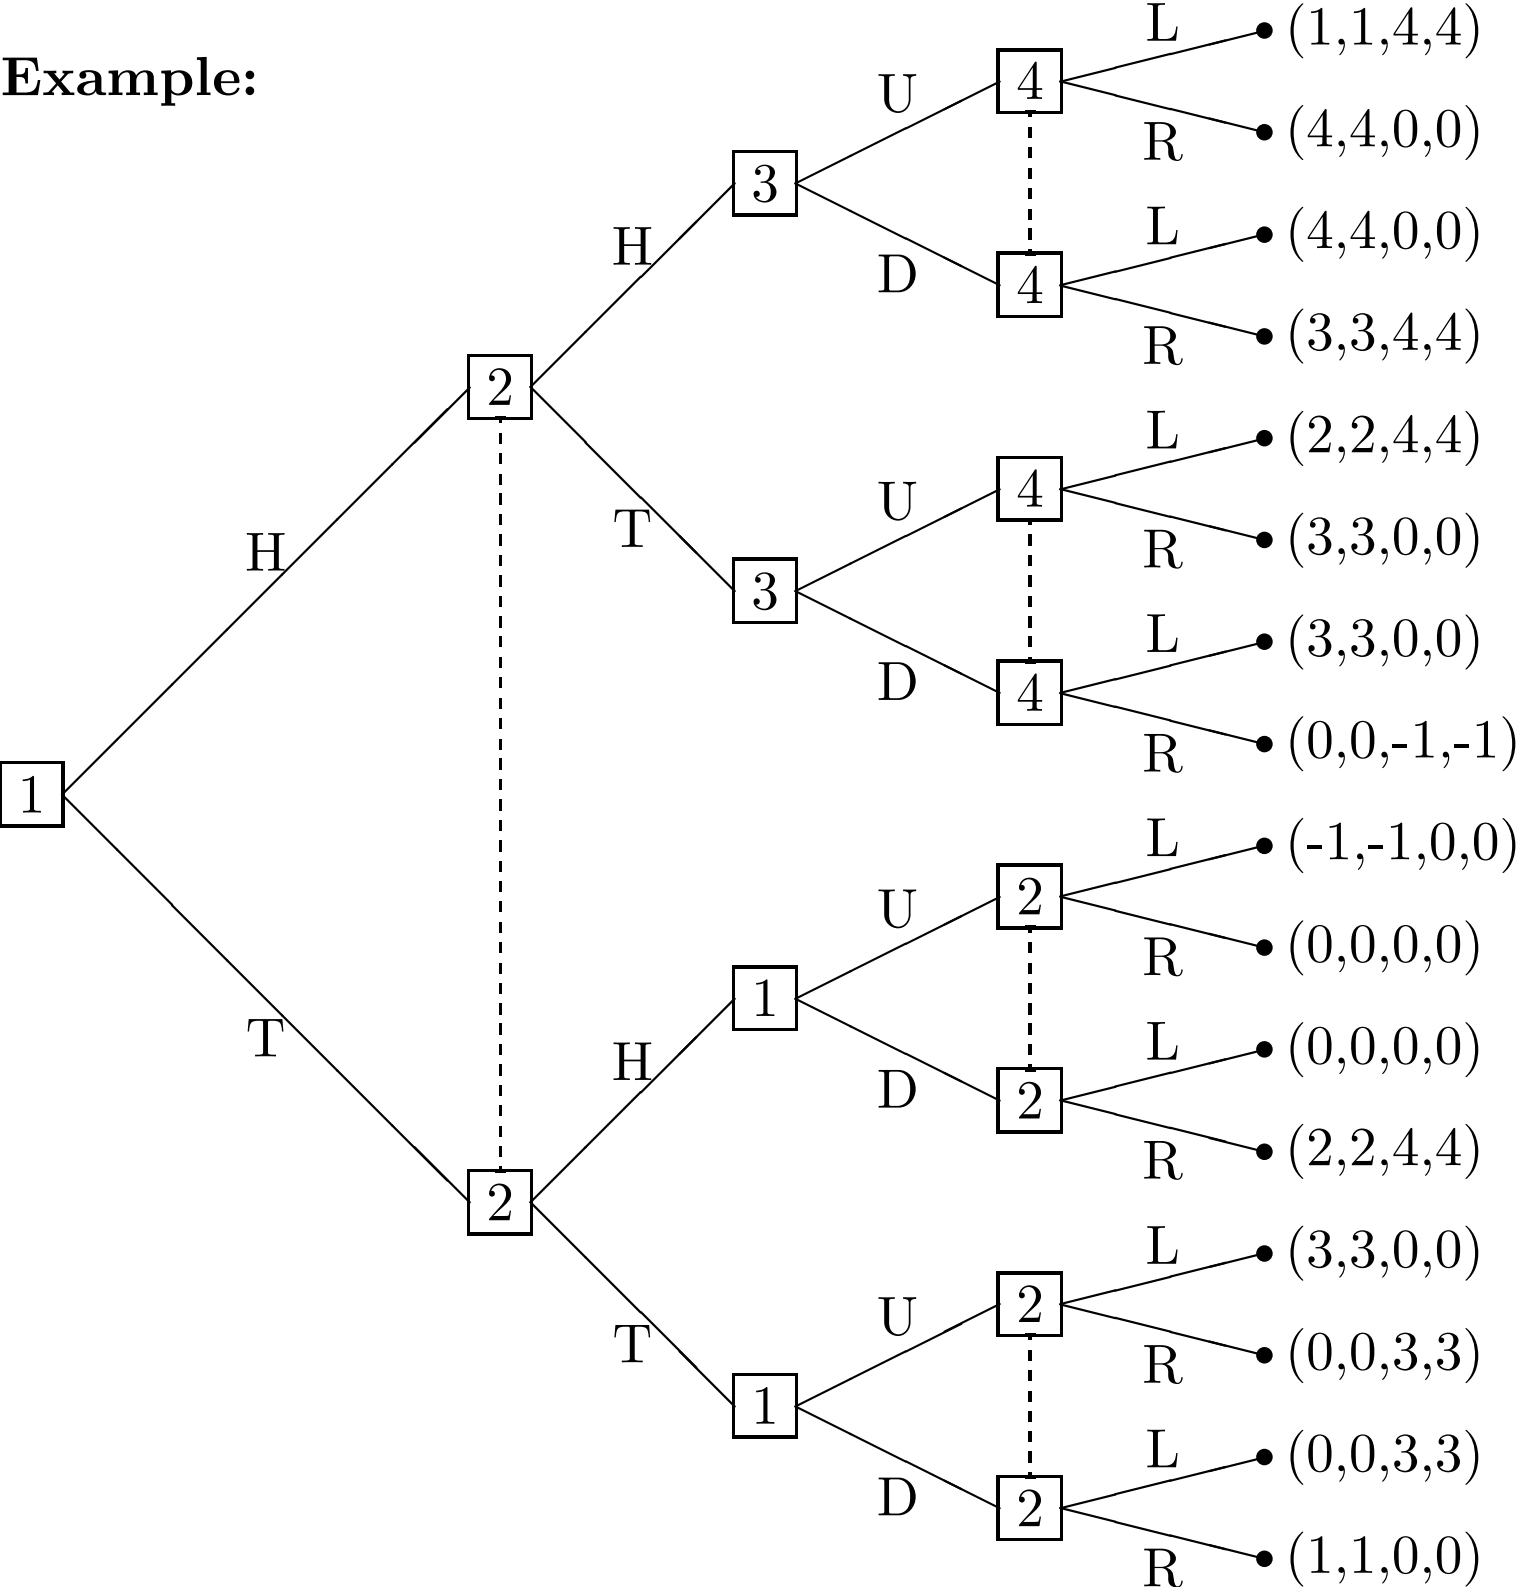 L (1,1,4,4)
Example:
4
U
(4,4,0,0)
R
3
L (4,4,0,0)
H
D
4
(3,3,4,4)
R
2
L (2,2,4,4)
U
4
T
(3,3,0,0)
R
H
3
L (3,3,0,0)
D
4
(0,0,-1,-1)
R
1
L (-1,-1,0,0)
U
2
(0,0,0,0)
R
1
T
H
L (0,0,0,0)
D
2
(2,2,4,4)
R
2
L (3,3,0,0)
U
2
T
(0,0,3,3)
R
1
L (0,0,3,3)
D
2
(1,1,0,0)
R